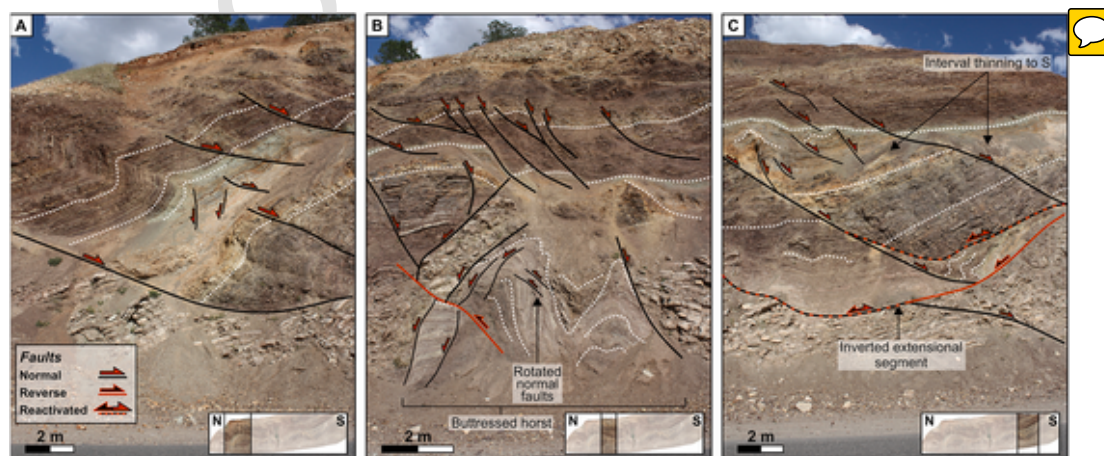 A
Faults
Normal
Reverse
Reactivated
2 m
N
S
B
Rotated
normal
faults
Buttressed horst
2 m
N
S
C
Interval thinning to S
Inverted extensional
segment
2 m
N
S